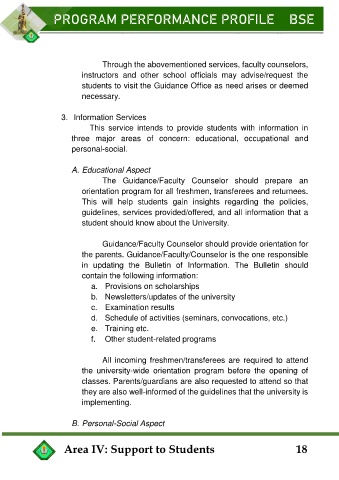 PROGRAM PERFORMANCE PROFILE BSE
Through the abovementioned services, faculty counselors,
instructors and other school officials may advise/request the
students to visit the Guidance Office as need arises or deemed
necessary.
3. Information Services
This service intends to provide students with information in
three major areas of concern: educational, occupational and
personal-social.
A. Educational Aspect
The Guidance/Faculty Counselor should prepare an
orientation program for all freshmen, transferees and returnees.
This will help students gain insights regarding the policies,
guidelines, services provided/offered, and all information that a
student should know about the University.
Guidance/Faculty Counselor should provide orientation for
the parents. Guidance/Faculty/Counselor is the one responsible
in updating the Bulletin of Information. The Bulletin should
contain the following information:
a. Provisions on scholarships
b. Newsletters/updates of the university
c. Examination results
d. Schedule of activities (seminars, convocations, etc.)
e. Training etc.
f. Other student-related programs
All incoming freshmen/transferees are required to attend
the university-wide orientation program before the opening of
classes. Parents/guardians are also requested to attend so that
they are also well-informed of the guidelines that the university is
implementing.
B. Personal-Social Aspect
Area IV: Support to Students 18